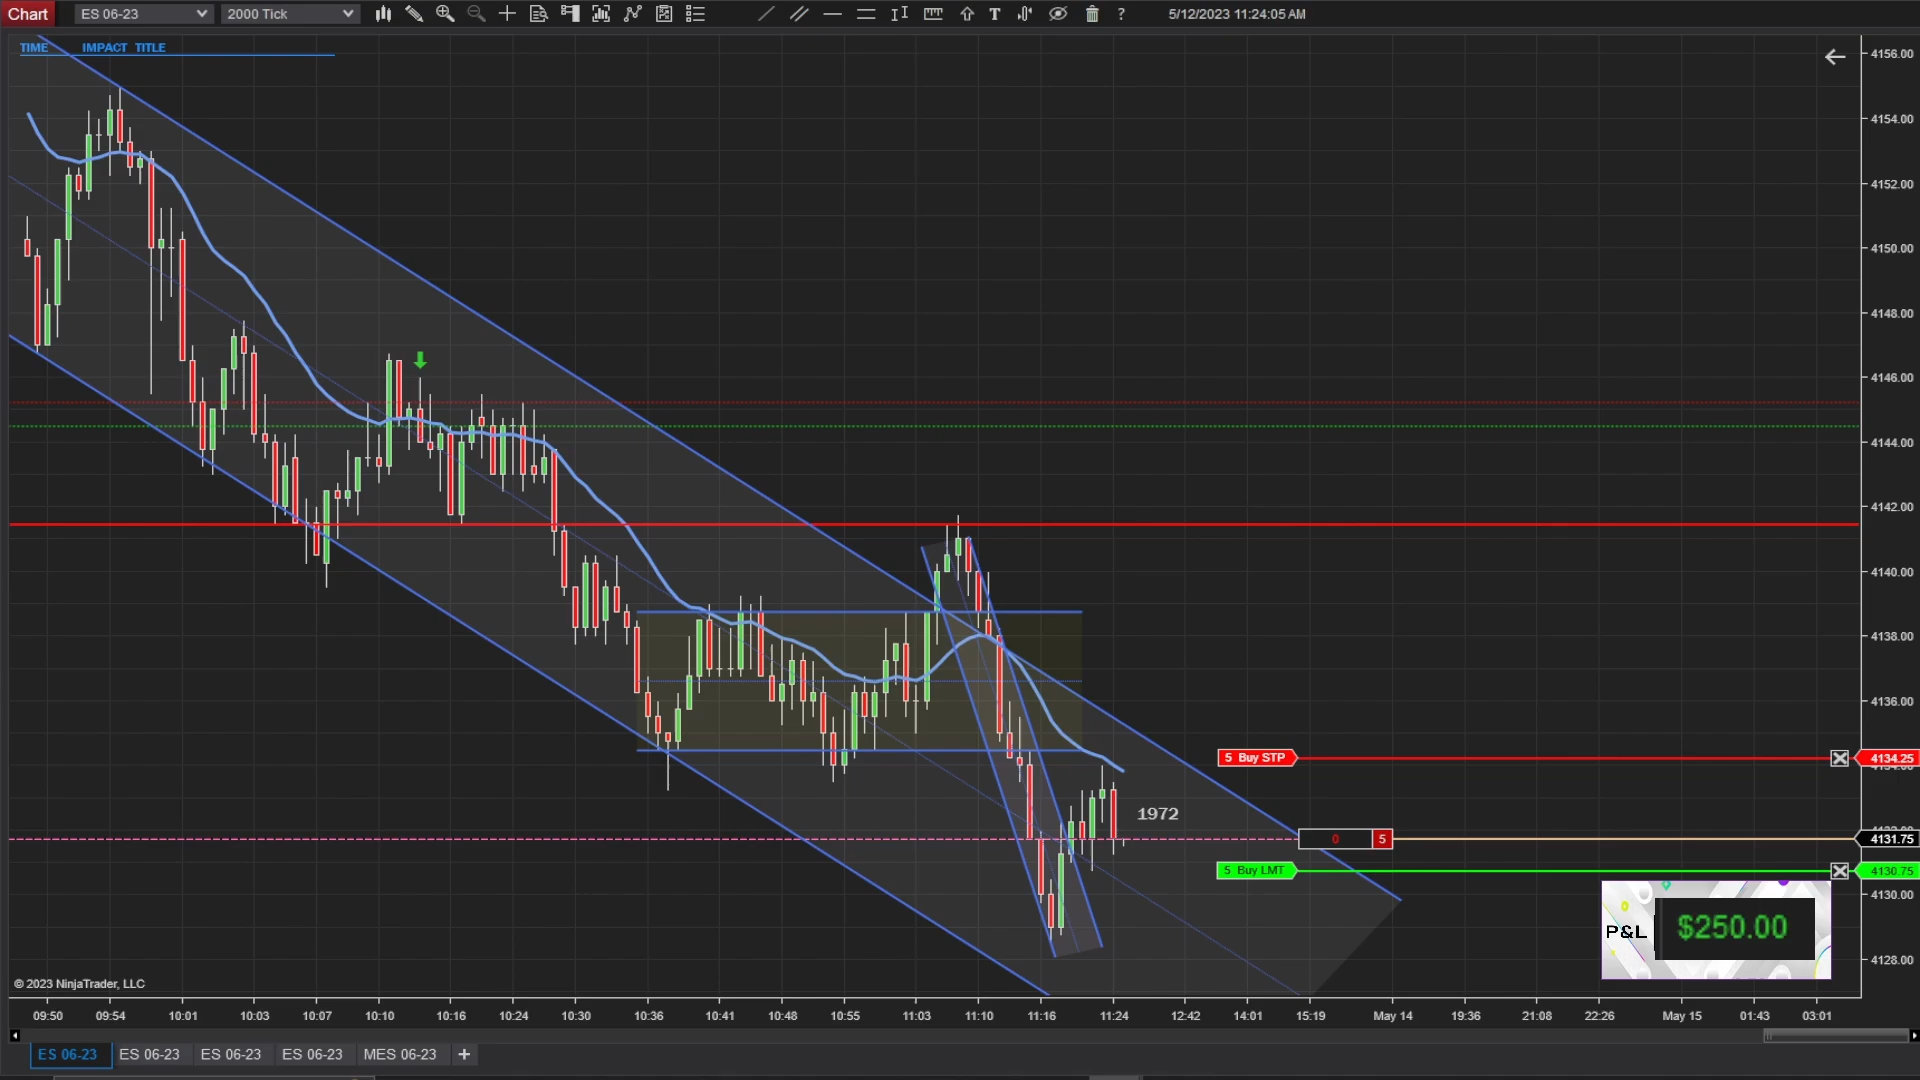 Chart ES 06-23 2000 Tick T ? 5/12/2023 11:24:05 AM
TIME IMPACT TITLE
4156.00
4154.00
4152.00
4150.00
4148.00
4146.00
4144.00
4142.00
4140.00
4138.00
4136.00
5 Buy STP 4134.25
1972
0 5 4131.75
5 Buy LMT 4130.75
4130.00
P&L $250.00
4128.00
© 2023 NinjaTrader, LLC
09:50 09:54 10:01 10:03 10:07 10:10 10:16 10:24 10:30 10:36 10:41 10:48 10:55 11:03 11:10 11:16 11:24 12:42 14:01 15:19 May 14 19:36 21:08 22:26 May 15 01:43 03:01
ES 06-23 ES 06-23 ES 06-23 ES 06-23 MES 06-23 +